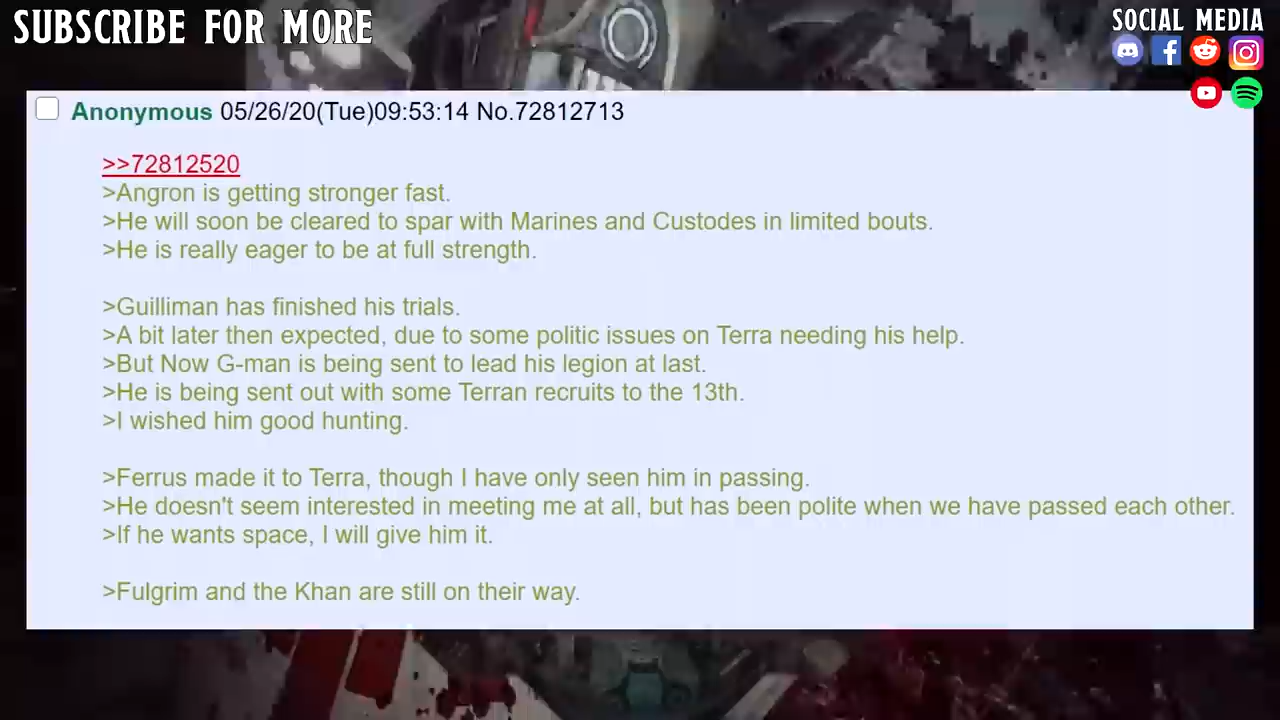 SUBSCRIBE FOR MORE
SOCIAL MEDIA
Anonymous 05/26/20(Tue)09:53:14 No.72812713
>>72812520
>Angron is getting stronger fast.
>He will soon be cleared to spar with Marines and Custodes in limited bouts.
>He is really eager to be at full strength.
>Guilliman has finished his trials.
>A bit later then expected, due to some politic issues on Terra needing his help.
>But Now G-man is being sent to lead his legion at last.
>He is being sent out with some Terran recruits to the 13th.
>I wished him good hunting.
>Ferrus made it to Terra, though I have only seen him in passing.
>He doesn't seem interested in meeting me at all, but has been polite when we have passed each other.
>If he wants space, I will give him it.
>Fulgrim and the Khan are still on their way.